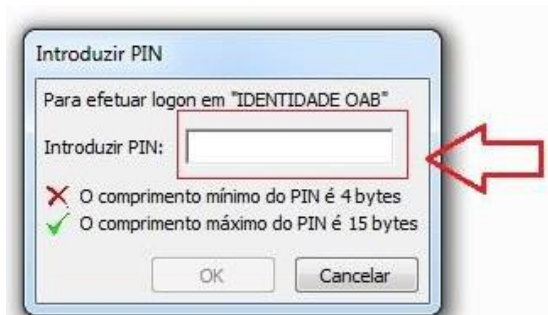 Introduzir PIN
Para efetuar logon em "IDENTIDADE OAB"
Introduzir PIN:
O comprimento mínimo do PIN é 4 bytes
O comprimento máximo do PIN é 15 bytes
OK Cancelar